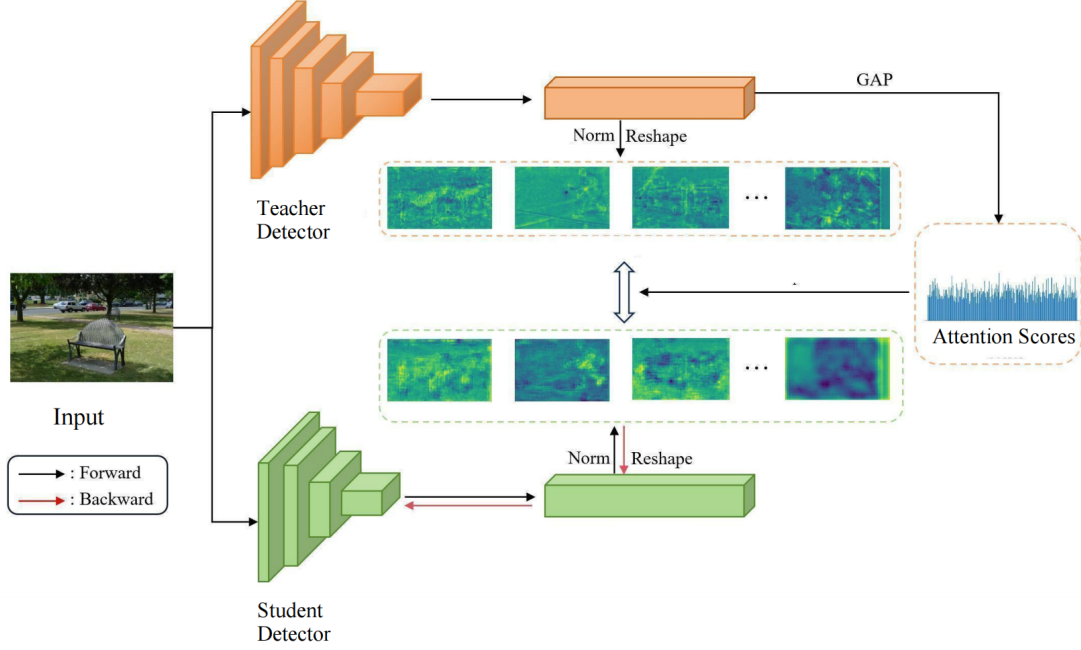 GAP
Norm Reshape
Teacher
Detector
...
Attention Scores
...
Input
Norm Reshape
: Forward
: Backward
Student
Detector